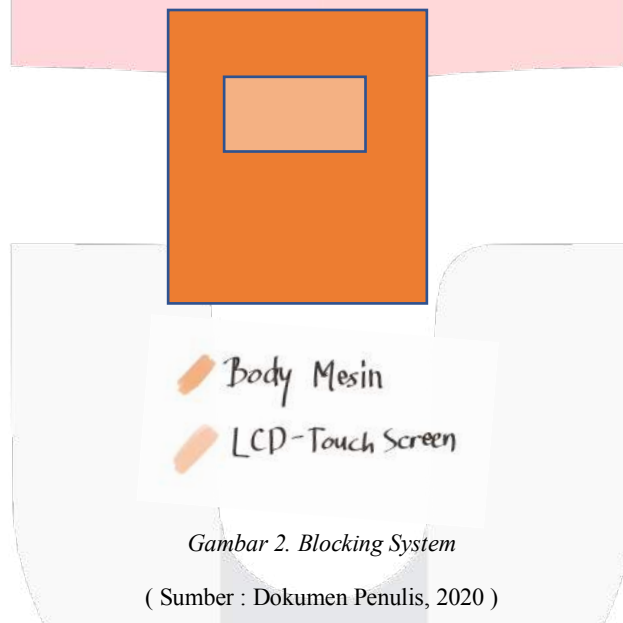 Body Mesin
LCD-Touch Screen
Gambar 2. Blocking System
( Sumber : Dokumen Penulis, 2020 )